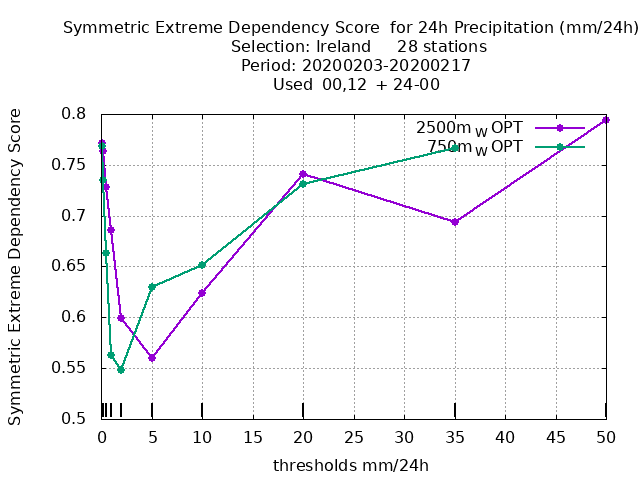 Symmetric Extreme Dependency Score for 24h Precipitation (mm/24h)
Selection: Ireland 28 stations
Period: 20200203-20200217
Used 00,12 + 24-00
2500m W OPT
750m W OPT
Symmetric Extreme Dependency Score
0.8
0.75
0.7
0.65
0.6
0.55
0.5
0 5 10 15 20 25 30 35 40 45 50
thresholds mm/24h